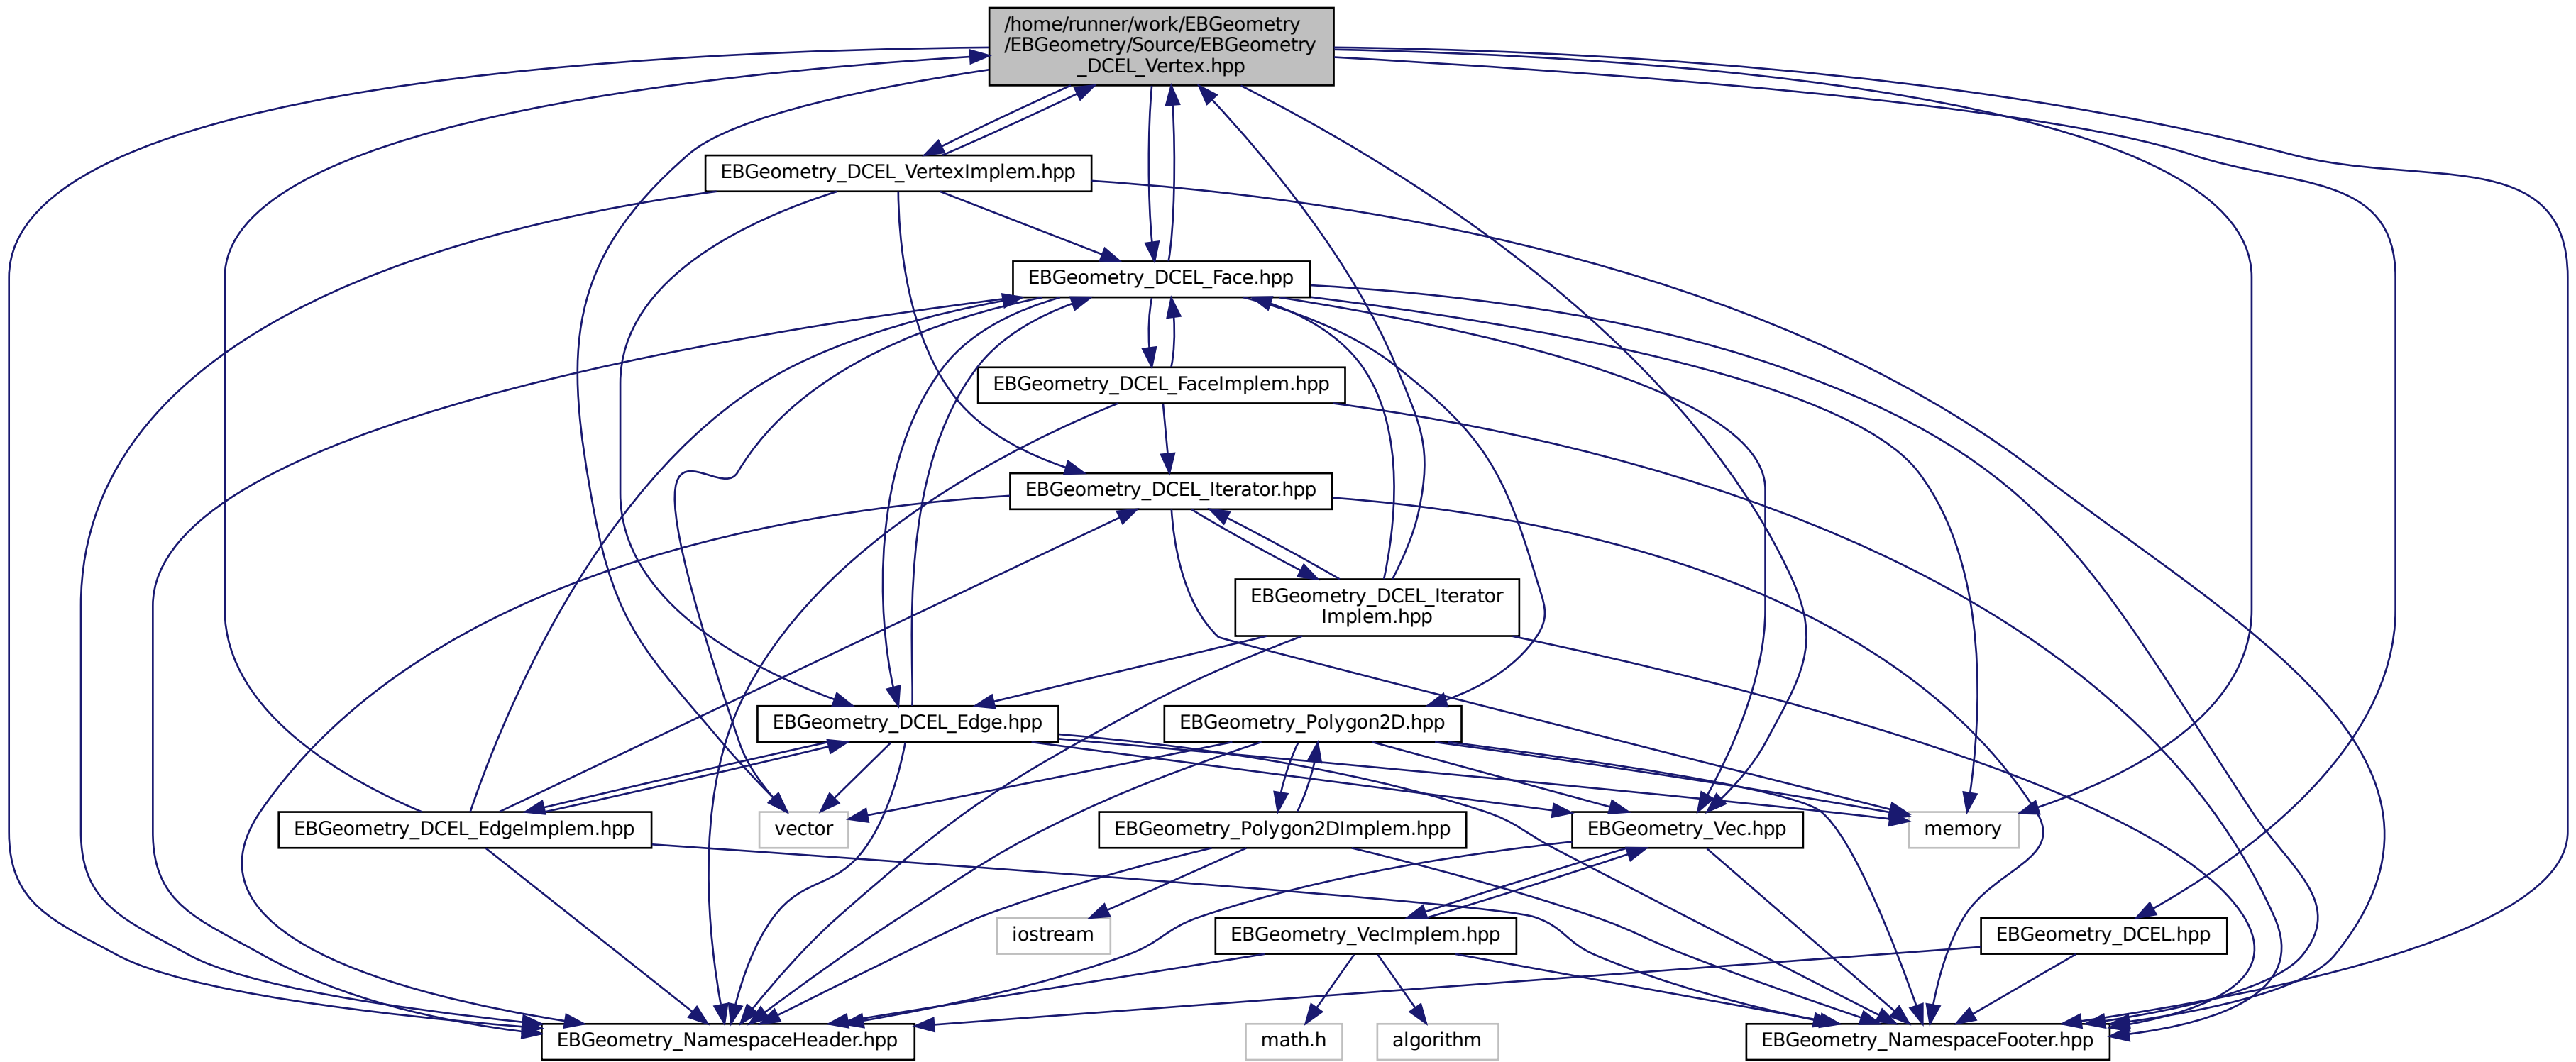 /home/runner/work/EBGeometry
/EBGeometry/Source/EBGeometry
_DCEL_Vertex.hpp
EBGeometry_DCEL_VertexImplem.hpp
EBGeometry_DCEL_Face.hpp
EBGeometry_DCEL_FaceImplem.hpp
EBGeometry_DCEL_Iterator.hpp
EBGeometry_DCEL_Iterator
Implem.hpp
EBGeometry_DCEL_Edge.hpp
EBGeometry_Polygon2D.hpp
EBGeometry_DCEL_EdgeImplem.hpp
vector
EBGeometry_Polygon2DImplem.hpp
EBGeometry_Vec.hpp
memory
iostream
EBGeometry_VecImplem.hpp
EBGeometry_DCEL.hpp
EBGeometry_NamespaceHeader.hpp
math.h
algorithm
EBGeometry_NamespaceFooter.hpp